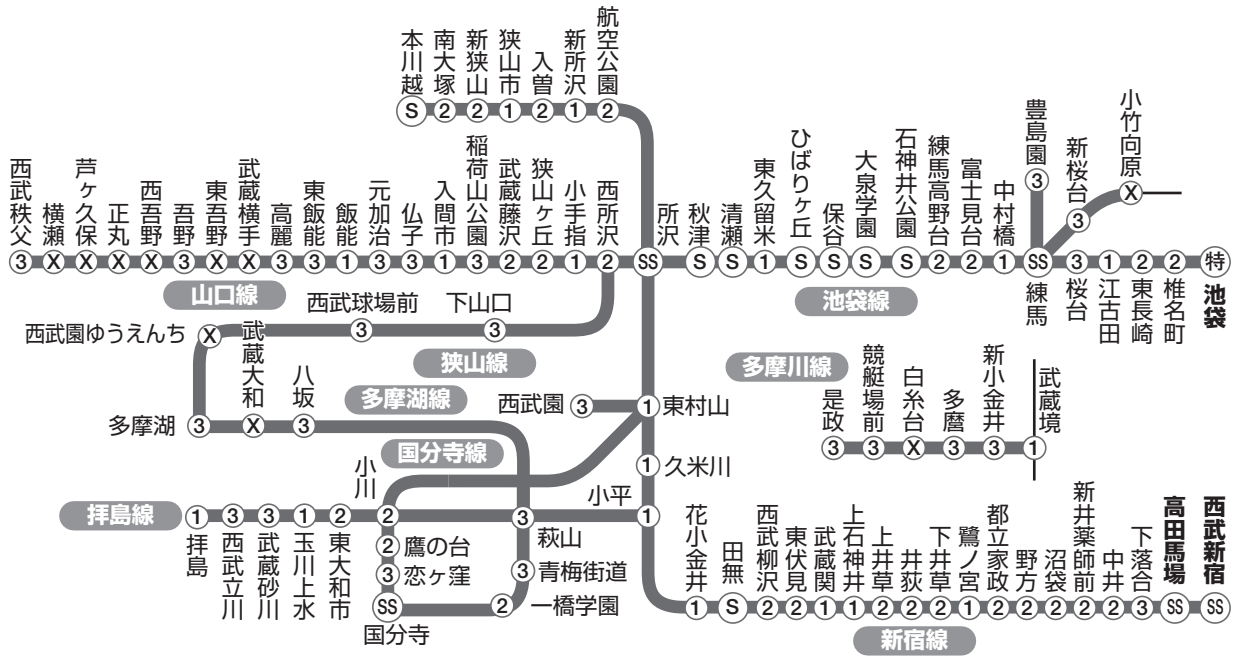 本川越
南大塚
新狭山
狭山市
入曽
新所沢
航空公園
S 2 2 1 2 1 2
西武秩父
横瀬
芦ヶ久保
正丸
西吾野
吾野
東吾野
武蔵横手
高麗
東飯能
飯能
元加治
仏子
入間市
稲荷山公園
武蔵藤沢
狭山ヶ丘
小手指
西所沢
所沢
秋津
清瀬
東久留米
ひばりヶ丘
保谷
大泉学園
石神井公園
練馬高野台
富士見台
中村橋
豊島園
3
新桜台
3
小竹向原
X
3 X X X X 3 X X 3 3 1 3 3 1 3 2 2 1 2 SS S S 1 S S S S 2 2 1 SS 3 1 2 2 特
練馬
桜台
江古田
東長崎
椎名町
池袋
山口線
池袋線
西武球場前
3
下山口
3
西武園ゆうえんち
X
狭山線
多摩湖
3
武蔵大和
X
八坂
3
多摩湖線
西武園
3
1
東村山
国分寺線
1
久米川
多摩川線
是政
競艇場前
白糸台
多磨
新小金井
武蔵境
3 3 X 3 3 1
拝島線
小川
小平
1 3 3 1 2 2 3 1
拝島
西武立川
武蔵砂川
玉川上水
東大和市
萩山
2
鷹の台
3
恋ヶ窪
SS
国分寺
3
青梅街道
2
一橋学園
花小金井
田無
西武柳沢
東伏見
武蔵関
上石神井
上井草
井荻
下井草
鷺ノ宮
都立家政
野方
沼袋
新井薬師前
中井
下落合
高田馬場
西武新宿
1 S 2 2 1 1 2 2 2 1 2 2 2 2 2 3 SS SS
新宿線